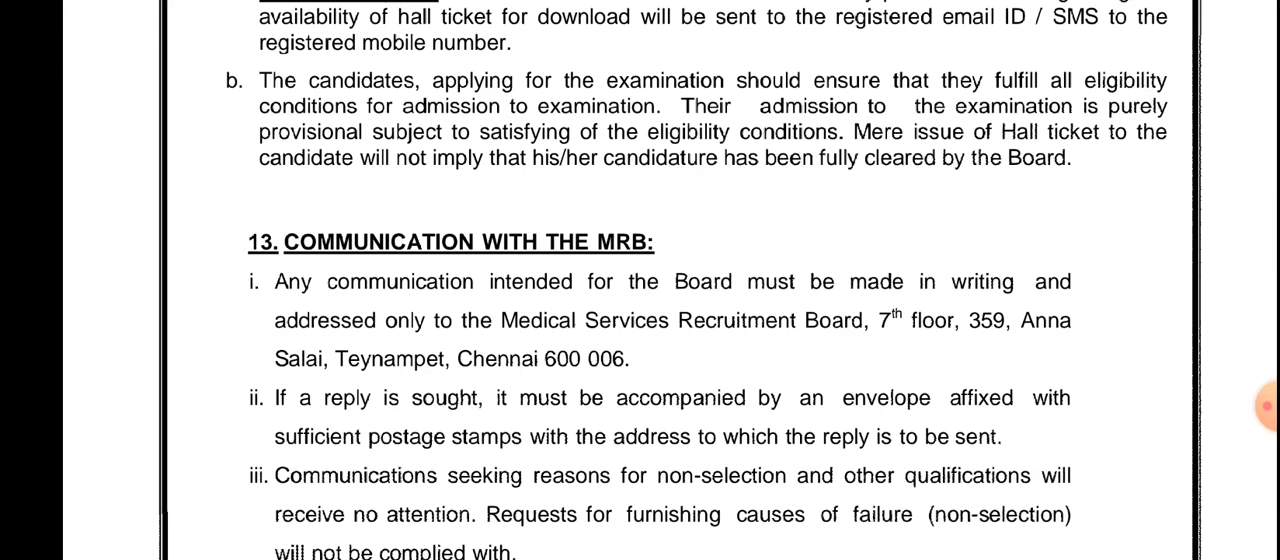 availability of hall ticket for download will be sent to the registered email ID / SMS to the
registered mobile number.
b. The candidates, applying for the examination should ensure that they fulfill all eligibility
conditions for admission to examination. Their admission to the examination is purely
provisional subject to satisfying of the eligibility conditions. Mere issue of Hall ticket to the
candidate will not imply that his/her candidature has been fully cleared by the Board.
13. COMMUNICATION WITH THE MRB:
i. Any communication intended for the Board must be made in writing and
addressed only to the Medical Services Recruitment Board, 7th floor, 359, Anna
Salai, Teynampet, Chennai 600 006.
ii. If a reply is sought, it must be accompanied by an envelope affixed with
sufficient postage stamps with the address to which the reply is to be sent.
iii. Communications seeking reasons for non-selection and other qualifications will
receive no attention. Requests for furnishing causes of failure (non-selection)
will not be complied with.